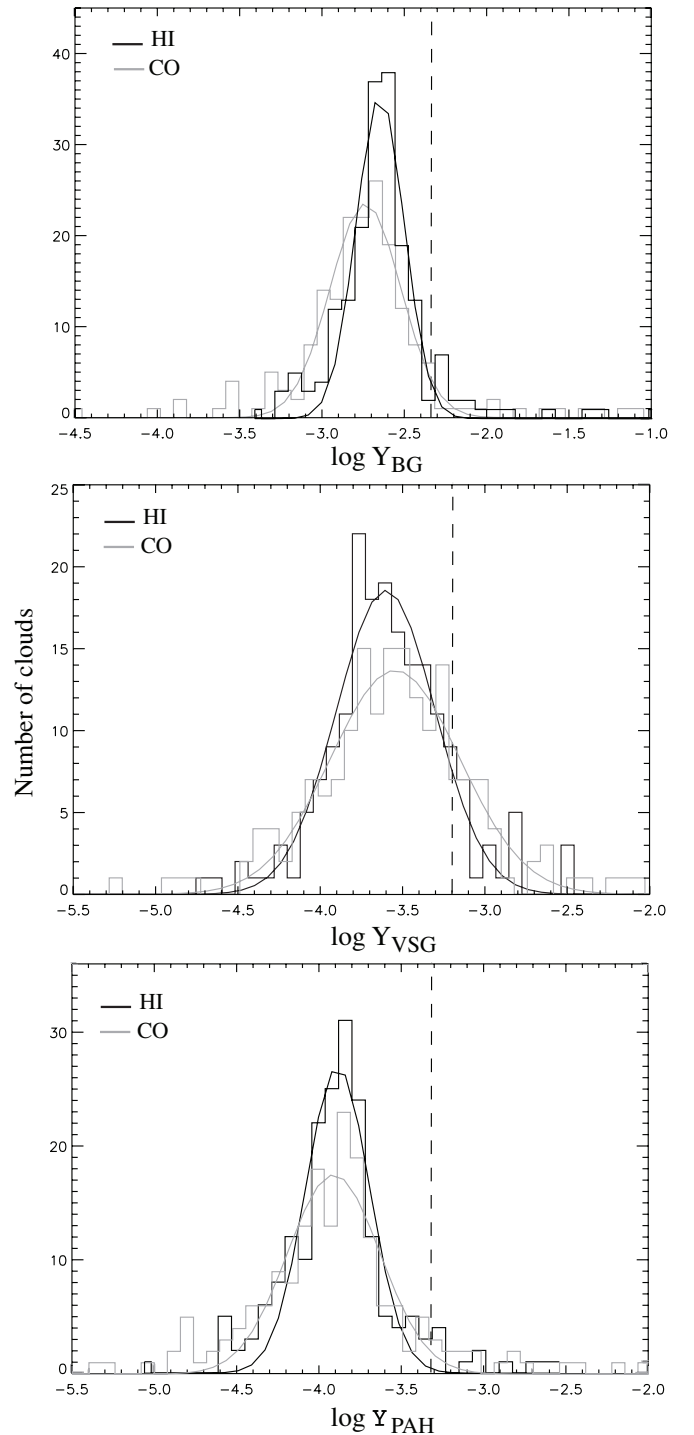 40
30
20
10
0
HI
CO
−4.5 −4.0 −3.5 −3.0 −2.5 −2.0 −1.5 −1.0
log Y_BG
Number of clouds
25
20
15
10
5
0
HI
CO
−5.5 −5.0 −4.5 −4.0 −3.5 −3.0 −2.5 −2.0
log Y_VSG
30
20
10
0
HI
CO
−5.5 −5.0 −4.5 −4.0 −3.5 −3.0 −2.5 −2.0
log Y_PAH